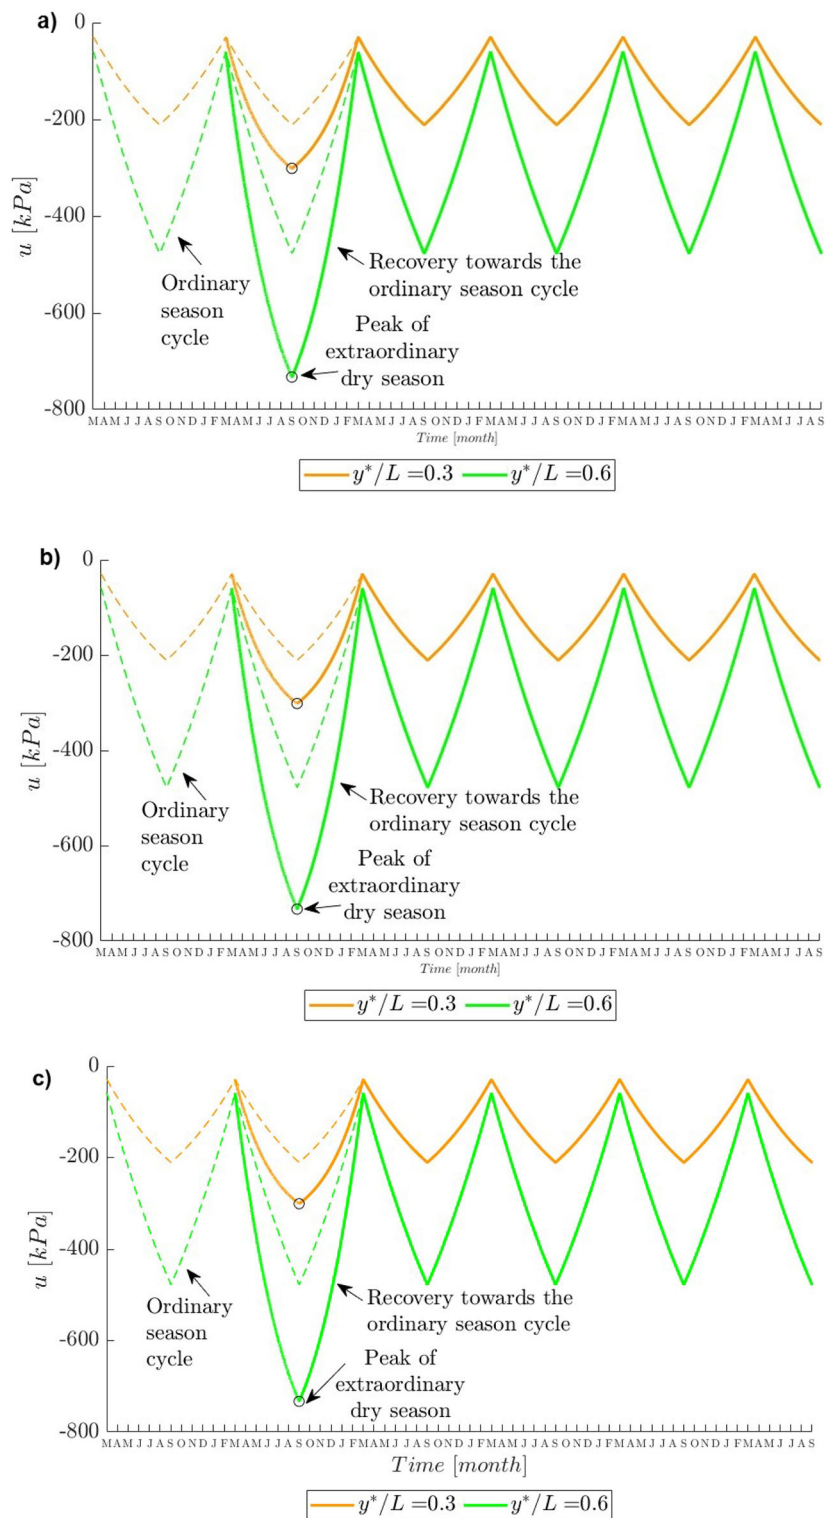 a)
0
-200
-400
-600
-800
u [kPa]
Ordinary
season
cycle
Recovery towards the
ordinary season cycle
Peak of
extraordinary
dry season
M A M J J A S O N D J F M A M J J A S O N D J F M A M J J A S O N D J F M A M J J A S O N D J F M A M J J A S O N D J F M A M J J A S
Time [month]
y*/L =0.3 y*/L =0.6
b)
0
-200
-400
-600
-800
u [kPa]
Ordinary
season
cycle
Recovery towards the
ordinary season cycle
Peak of
extraordinary
dry season
M A M J J A S O N D J F M A M J J A S O N D J F M A M J J A S O N D J F M A M J J A S O N D J F M A M J J A S O N D J F M A M J J A S
Time [month]
y*/L =0.3 y*/L =0.6
c)
0
-200
-400
-600
-800
u [kPa]
Ordinary
season
cycle
Recovery towards the
ordinary season cycle
Peak of
extraordinary
dry season
M A M J J A S O N D J F M A M J J A S O N D J F M A M J J A S O N D J F M A M J J A S O N D J F M A M J J A S O N D J F M A M J J A S
Time [month]
y*/L =0.3 y*/L =0.6